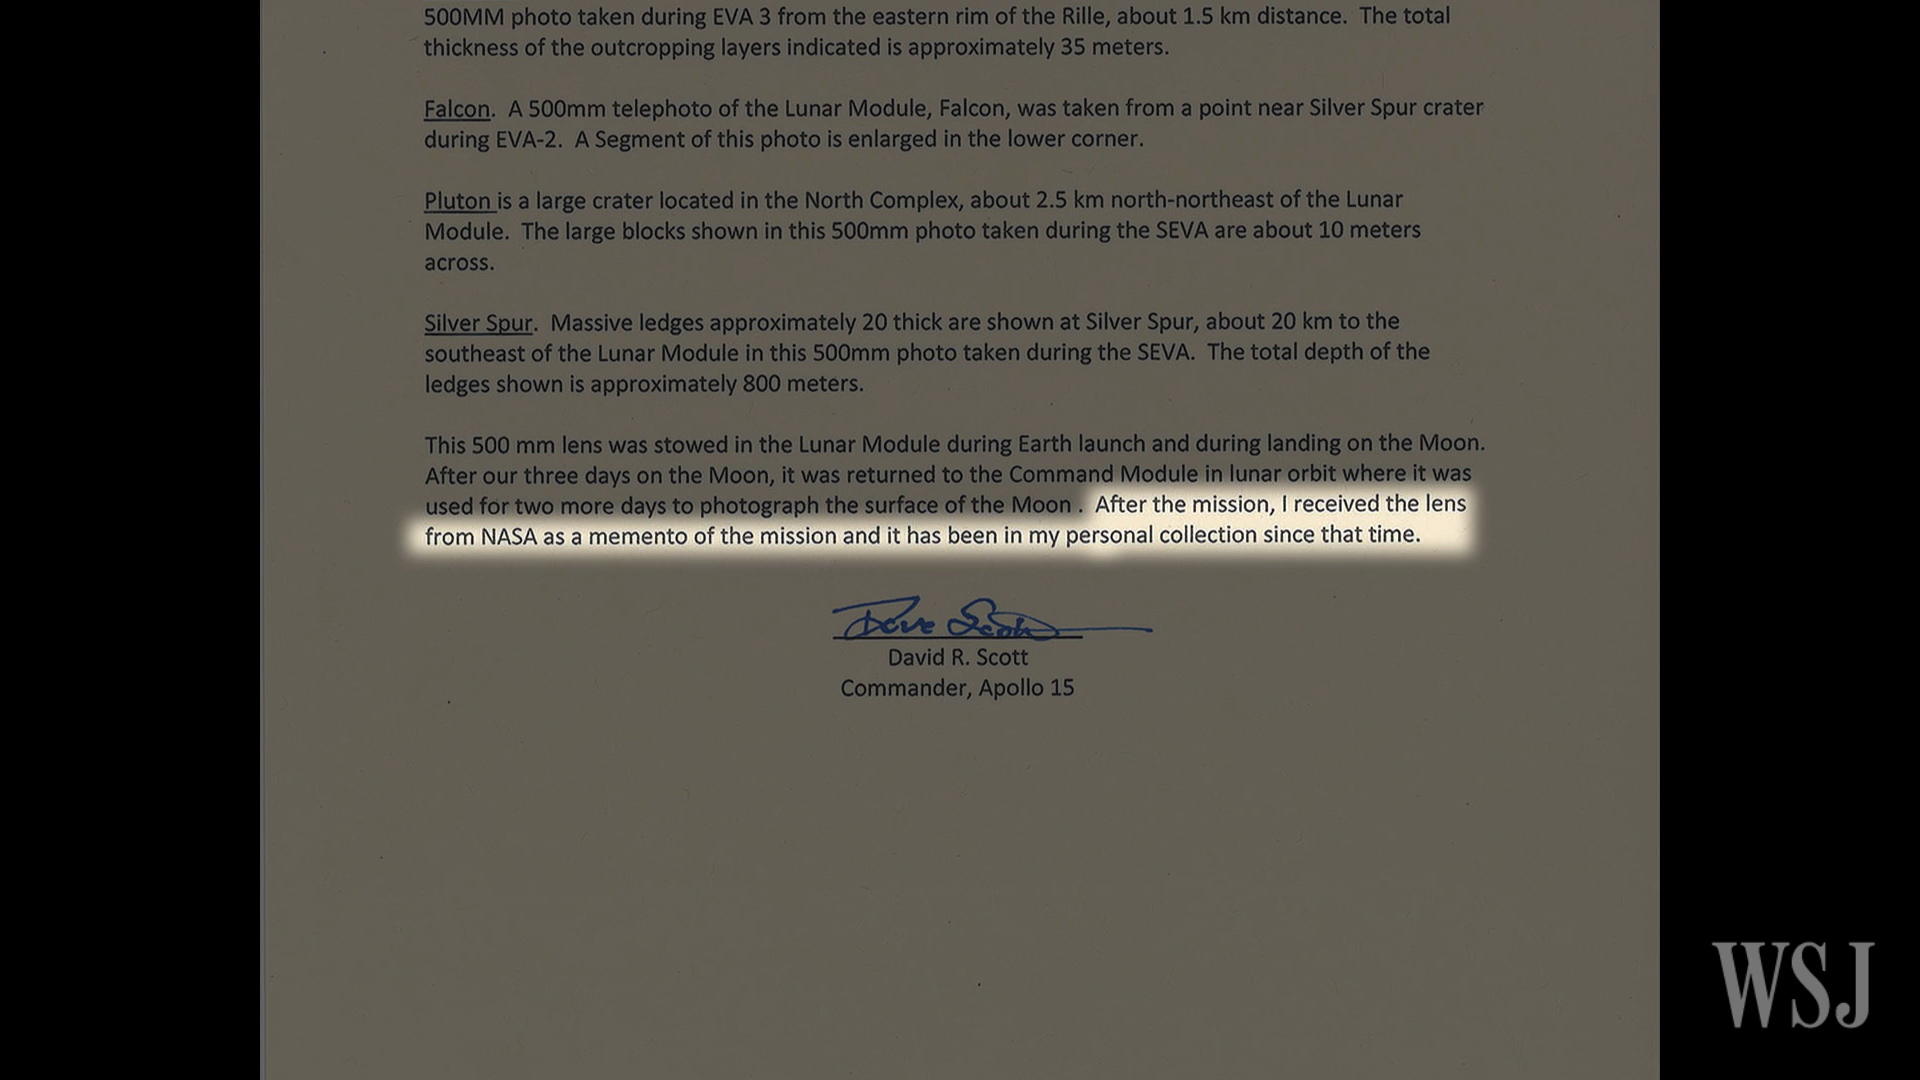 500MM photo taken during EVA 3 from the eastern rim of the Rille, about 1.5 km distance.  The total
thickness of the outcropping layers indicated is approximately 35 meters.
Falcon.  A 500mm telephoto of the Lunar Module, Falcon, was taken from a point near Silver Spur crater
during EVA-2.  A Segment of this photo is enlarged in the lower corner.
Pluton is a large crater located in the North Complex, about 2.5 km north-northeast of the Lunar
Module.  The large blocks shown in this 500mm photo taken during the SEVA are about 10 meters
across.
Silver Spur.  Massive ledges approximately 20 thick are shown at Silver Spur, about 20 km to the
southeast of the Lunar Module in this 500mm photo taken during the SEVA.  The total depth of the
ledges shown is approximately 800 meters.
This 500 mm lens was stowed in the Lunar Module during Earth launch and during landing on the Moon.
After our three days on the Moon, it was returned to the Command Module in lunar orbit where it was
used for two more days to photograph the surface of the Moon .  After the mission, I received the lens
from NASA as a memento of the mission and it has been in my personal collection since that time.
Dave Scott
David R. Scott
Commander, Apollo 15
WSJ